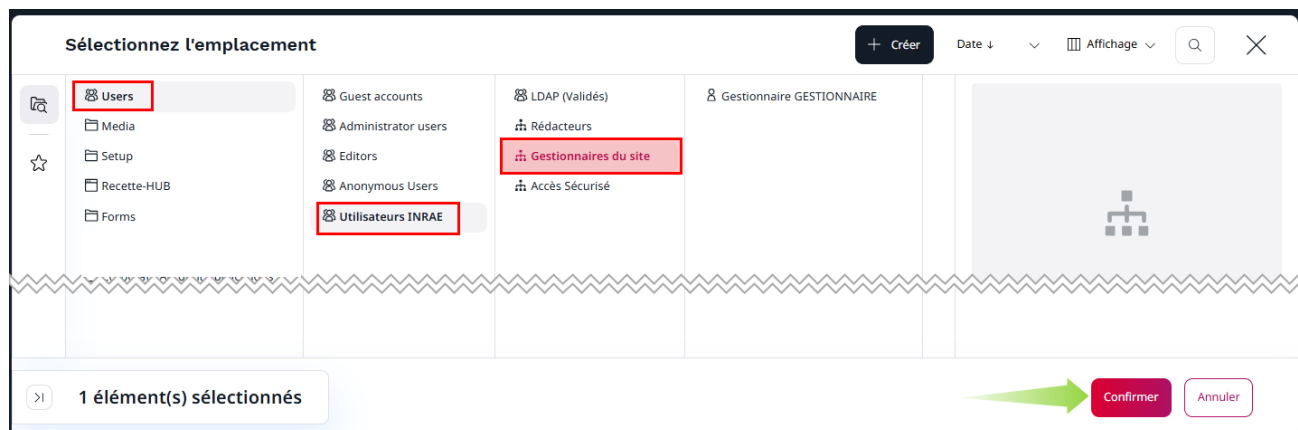 Sélectionnez l'emplacement
Créer
Date ↓
Affichage
Users
Media
Setup
Recette-HUB
Forms
Guest accounts
Administrator users
Editors
Anonymous Users
Utilisateurs INRAE
LDAP (Validés)
Rédacteurs
Gestionnaires du site
Accès Sécurisé
Gestionnaire GESTIONNAIRE
1 élément(s) sélectionnés
Confirmer
Annuler